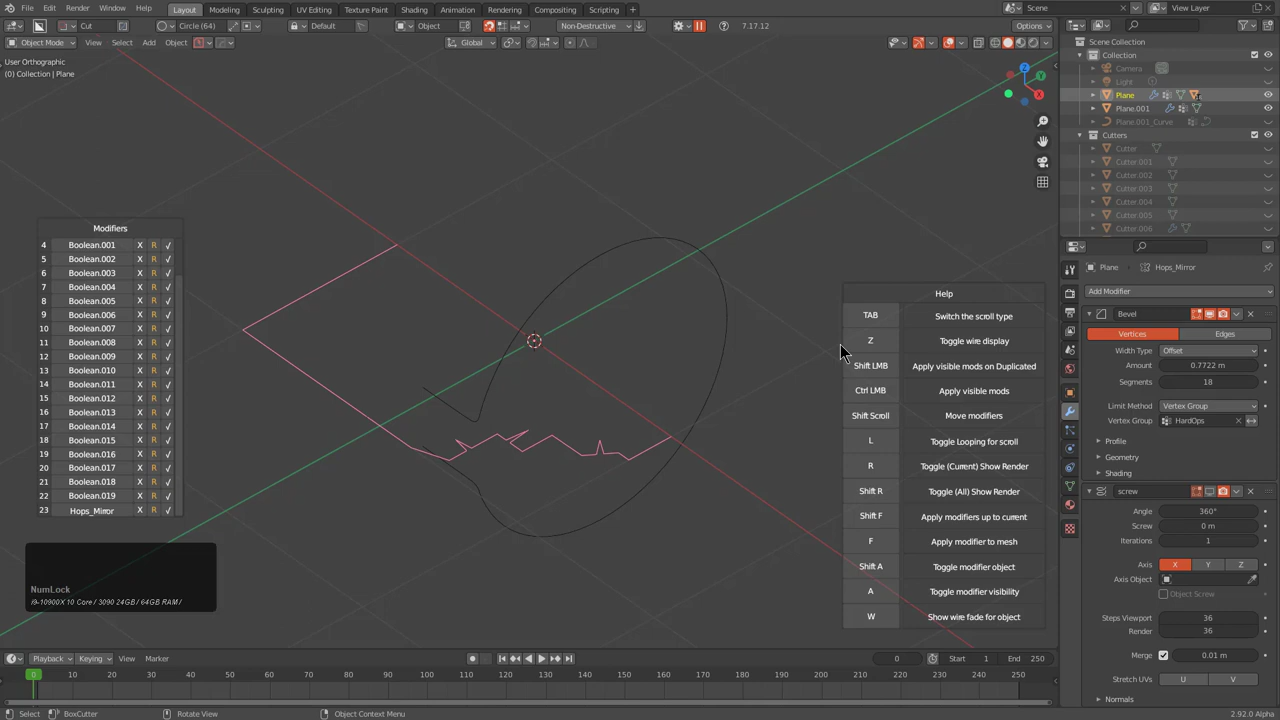 File Edit Render Window Help Layout Modeling Sculpting UV Editing Texture Paint Shading Animation Rendering Compositing Scripting + Scene View Layer
Cut Circle (64) Default Object Non-Destructive 7.17.12 Options
Object Mode View Select Add Object Global
User Orthographic
(0) Collection | Plane
Scene Collection
Collection
Camera
Light
Plane
Plane.001
Plane.001_Curve
Cutters
Cutter
Cutter.001
Cutter.002
Cutter.003
Cutter.004
Cutter.005
Cutter.006
Z
Y
X
Modifiers
4 Boolean.001 X R ✓
5 Boolean.002 X R ✓
6 Boolean.003 X R ✓
7 Boolean.004 X R ✓
8 Boolean.005 X R ✓
9 Boolean.006 X R ✓
10 Boolean.007 X R ✓
11 Boolean.008 X R ✓
12 Boolean.009 X R ✓
13 Boolean.010 X R ✓
14 Boolean.011 X R ✓
15 Boolean.012 X R ✓
16 Boolean.013 X R ✓
17 Boolean.014 X R ✓
18 Boolean.015 X R ✓
19 Boolean.016 X R ✓
20 Boolean.017 X R ✓
21 Boolean.018 X R ✓
22 Boolean.019 X R ✓
23 Hops_Mirror X R ✓
NumLock
i9-10900X 10 Core / 3090 24GB / 64GB RAM /
Help
TAB Switch the scroll type
Z Toggle wire display
Shift LMB Apply visible mods on Duplicated
Ctrl LMB Apply visible mods
Shift Scroll Move modifiers
L Toggle Looping for scroll
R Toggle (Current) Show Render
Shift R Toggle (All) Show Render
Shift F Apply modifiers up to current
F Apply modifier to mesh
Shift A Toggle modifier object
A Toggle modifier visibility
W Show wire fade for object
Plane Hops_Mirror
Add Modifier
Bevel
Vertices Edges
Width Type Offset
Amount 0.7722 m
Segments 18
Limit Method Vertex Group
Vertex Group HardOps
Profile
Geometry
Shading
screw
Angle 360°
Screw 0 m
Iterations 1
Axis X Y Z
Axis Object
Object Screw
Steps Viewport 36
Render 36
Merge 0.01 m
Stretch UVs U V
Normals
Playback Keying View Marker 0 Start 1 End 250
0 10 20 30 40 50 60 70 80 90 100 110 120 130 140 150 160 170 180 190 200 210 220 230 240 250
Select BoxCutter Rotate View Object Context Menu 2.92.0 Alpha